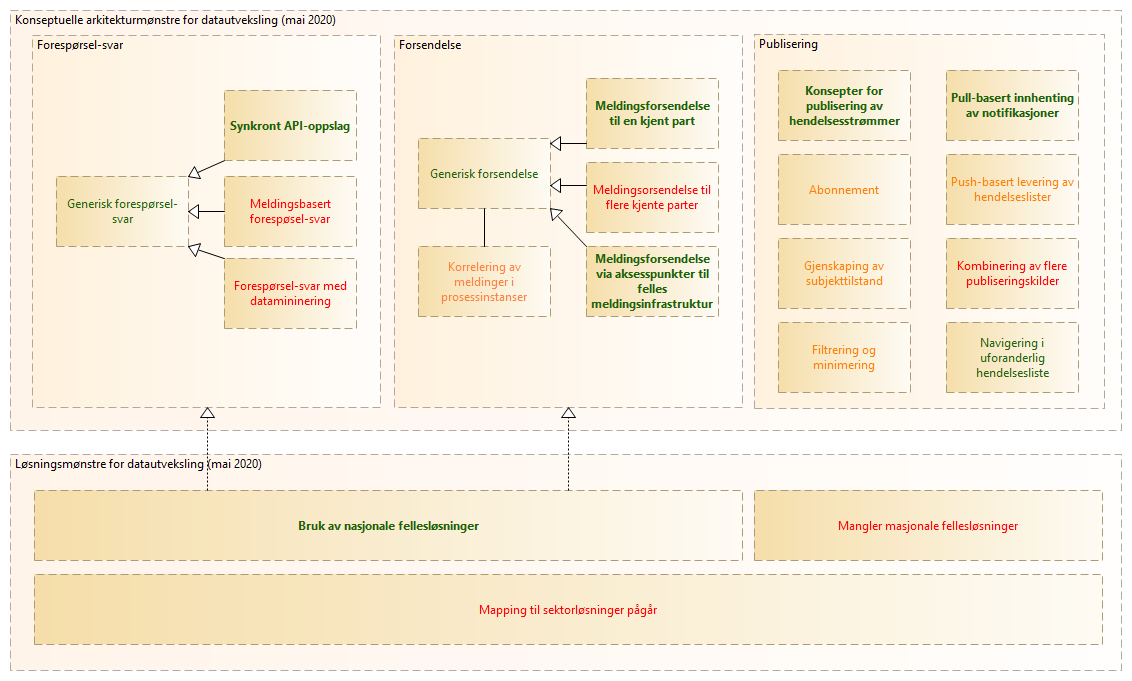 Konseptuelle arkitekturmønstre for datautveksling (mai 2020)
Forespørsel-svar
Synkront API-oppslag
Generisk forespørsel-
svar
Meldingsbasert
forespøsel-svar
Forespørsel-svar med
datamininering
Forsendelse
Meldingsforsendelse
til en kjent part
Generisk forsendelse
Meldingsorsendelse til
flere kjente parter
Korrelering av
meldinger i
prosessinstanser
Meldingsforsendelse
via aksesspunkter til
felles
meldingsinfrastruktur
Publisering
Konsepter for
publisering av
hendelsesstrømmer
Pull-basert innhenting
av notifikasjoner
Abonnement
Push-basert levering av
hendelseslister
Gjenskaping av
subjekttilstand
Kombinering av flere
publiseringskilder
Filtrering og
minimering
Navigering i
uforanderlig
hendelsesliste
Løsningsmønstre for datautveksling (mai 2020)
Bruk av nasjonale fellesløsninger
Mangler masjonale fellesløsninger
Mapping til sektorløsninger pågår